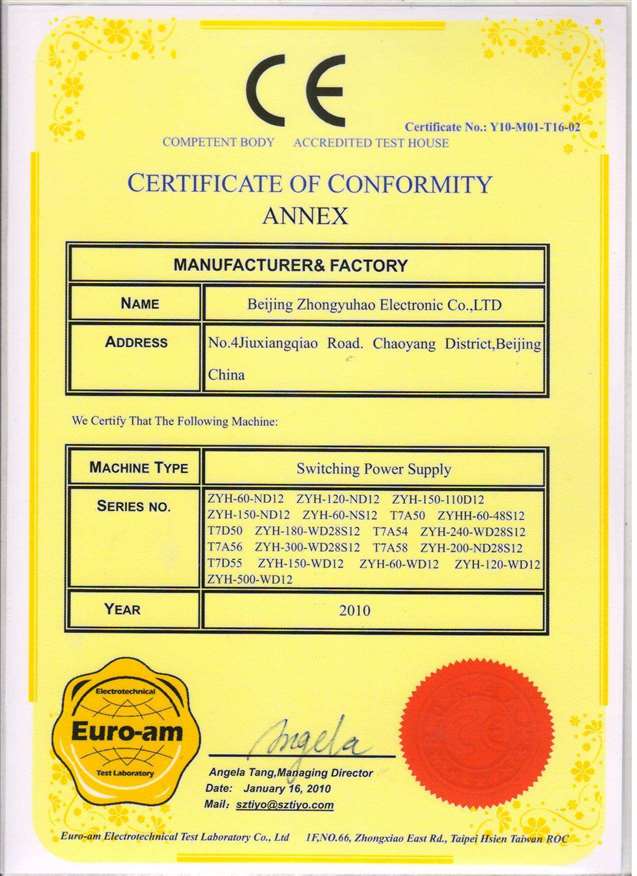 CE
Certificate No.: Y10-M01-T16-02
COMPETENT BODY ACCREDITED TEST HOUSE
CERTIFICATE OF CONFORMITY
ANNEX
MANUFACTURER& FACTORY
NAME Beijing Zhongyuhao Electronic Co.,LTD
ADDRESS No.4Jiuxiangqiao Road. Chaoyang District,Beijing
China
We Certify That The Following Machine:
MACHINE TYPE Switching Power Supply
SERIES NO. ZYH-60-ND12 ZYH-120-ND12 ZYH-150-110D12
ZYH-150-ND12 ZYH-60-NS12 T7A50 ZYHH-60-48S12
T7D50 ZYH-180-WD28S12 T7A54 ZYH-240-WD28S12
T7A56 ZYH-300-WD28S12 T7A58 ZYH-200-ND28S12
T7D55 ZYH-150-WD12 ZYH-60-WD12 ZYH-120-WD12
ZYH-500-WD12
YEAR 2010
Electrotechnical
Euro-am
Test Laboratory
Angela
CE
Angela Tang,Managing Director
Date: January 16, 2010
Mail：sztiyo@sztiyo.com
Euro-am Electrotechnical Test Laboratory Co., Ltd 1F,NO.66, Zhongxiao East Rd., Taipei Hsien Taiwan ROC